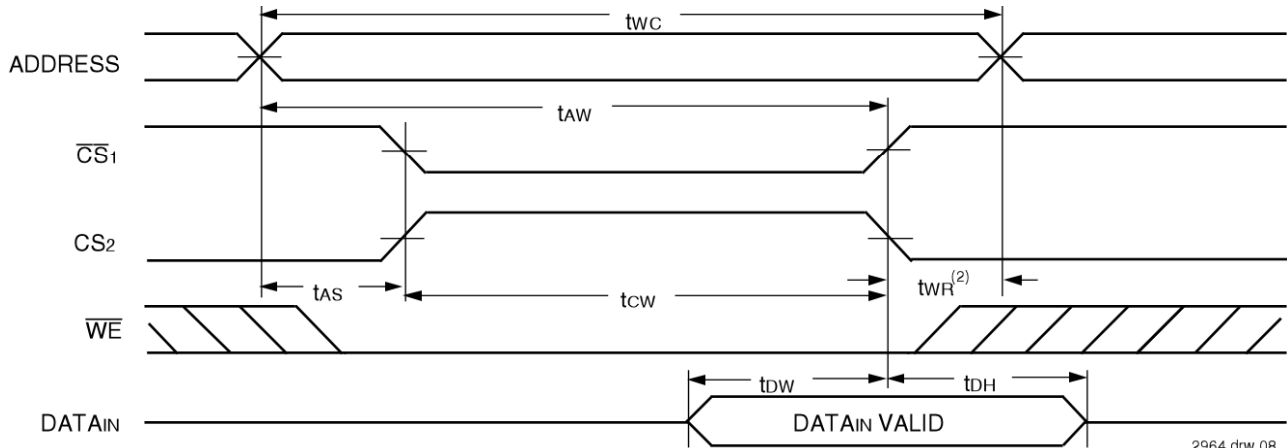 tWC
ADDRESS
tAW
CS1
CS2
tAS
tCW
tWR(2)
WE
tDW
tDH
DATAIN
DATAIN VALID
2964 drw 08